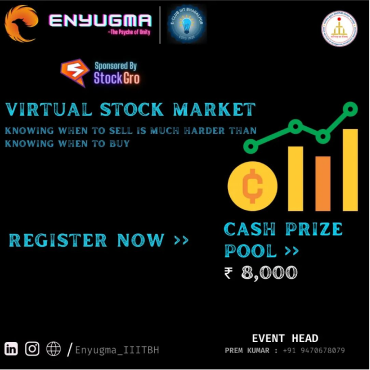 ENYUGMA
-The Psyche of Unity
Sponsored By
StockGro
VIRTUAL STOCK MARKET
KNOWING WHEN TO SELL IS MUCH HARDER THAN
KNOWING WHEN TO BUY
REGISTER NOW >>
CASH PRIZE
POOL >>
₹ 8,000
EVENT HEAD
PREM KUMAR : +91 9470678079
/Enyugma_IIITBH